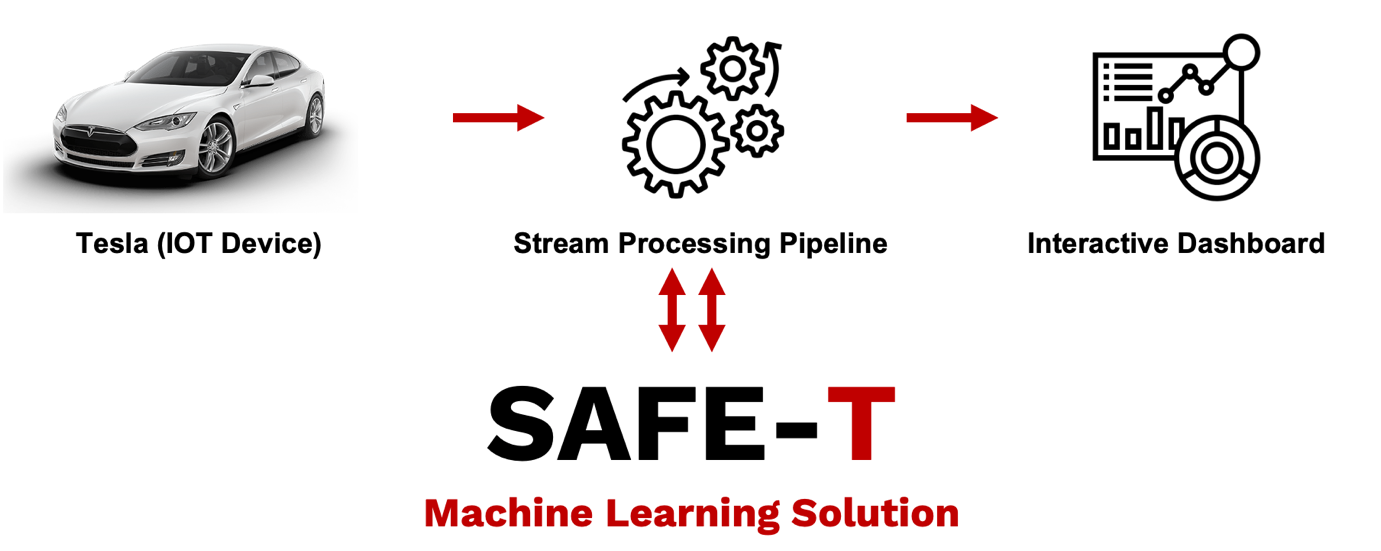 Tesla (IOT Device)
Stream Processing Pipeline
Interactive Dashboard
SAFE-T
Machine Learning Solution